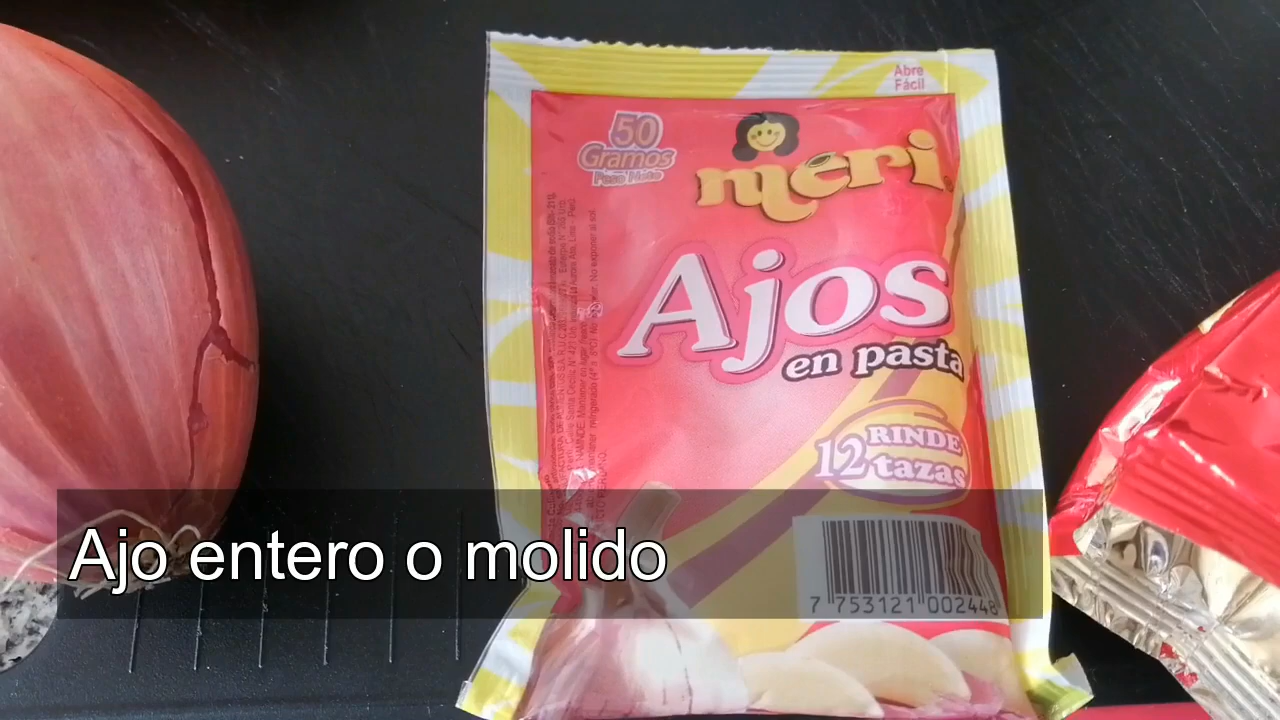 Abre
Fácil
50
Gramos
Peso Neto
meri
Ajos
en pasta
RINDE
12 tazas
Ajo entero o molido
7 753121 002448